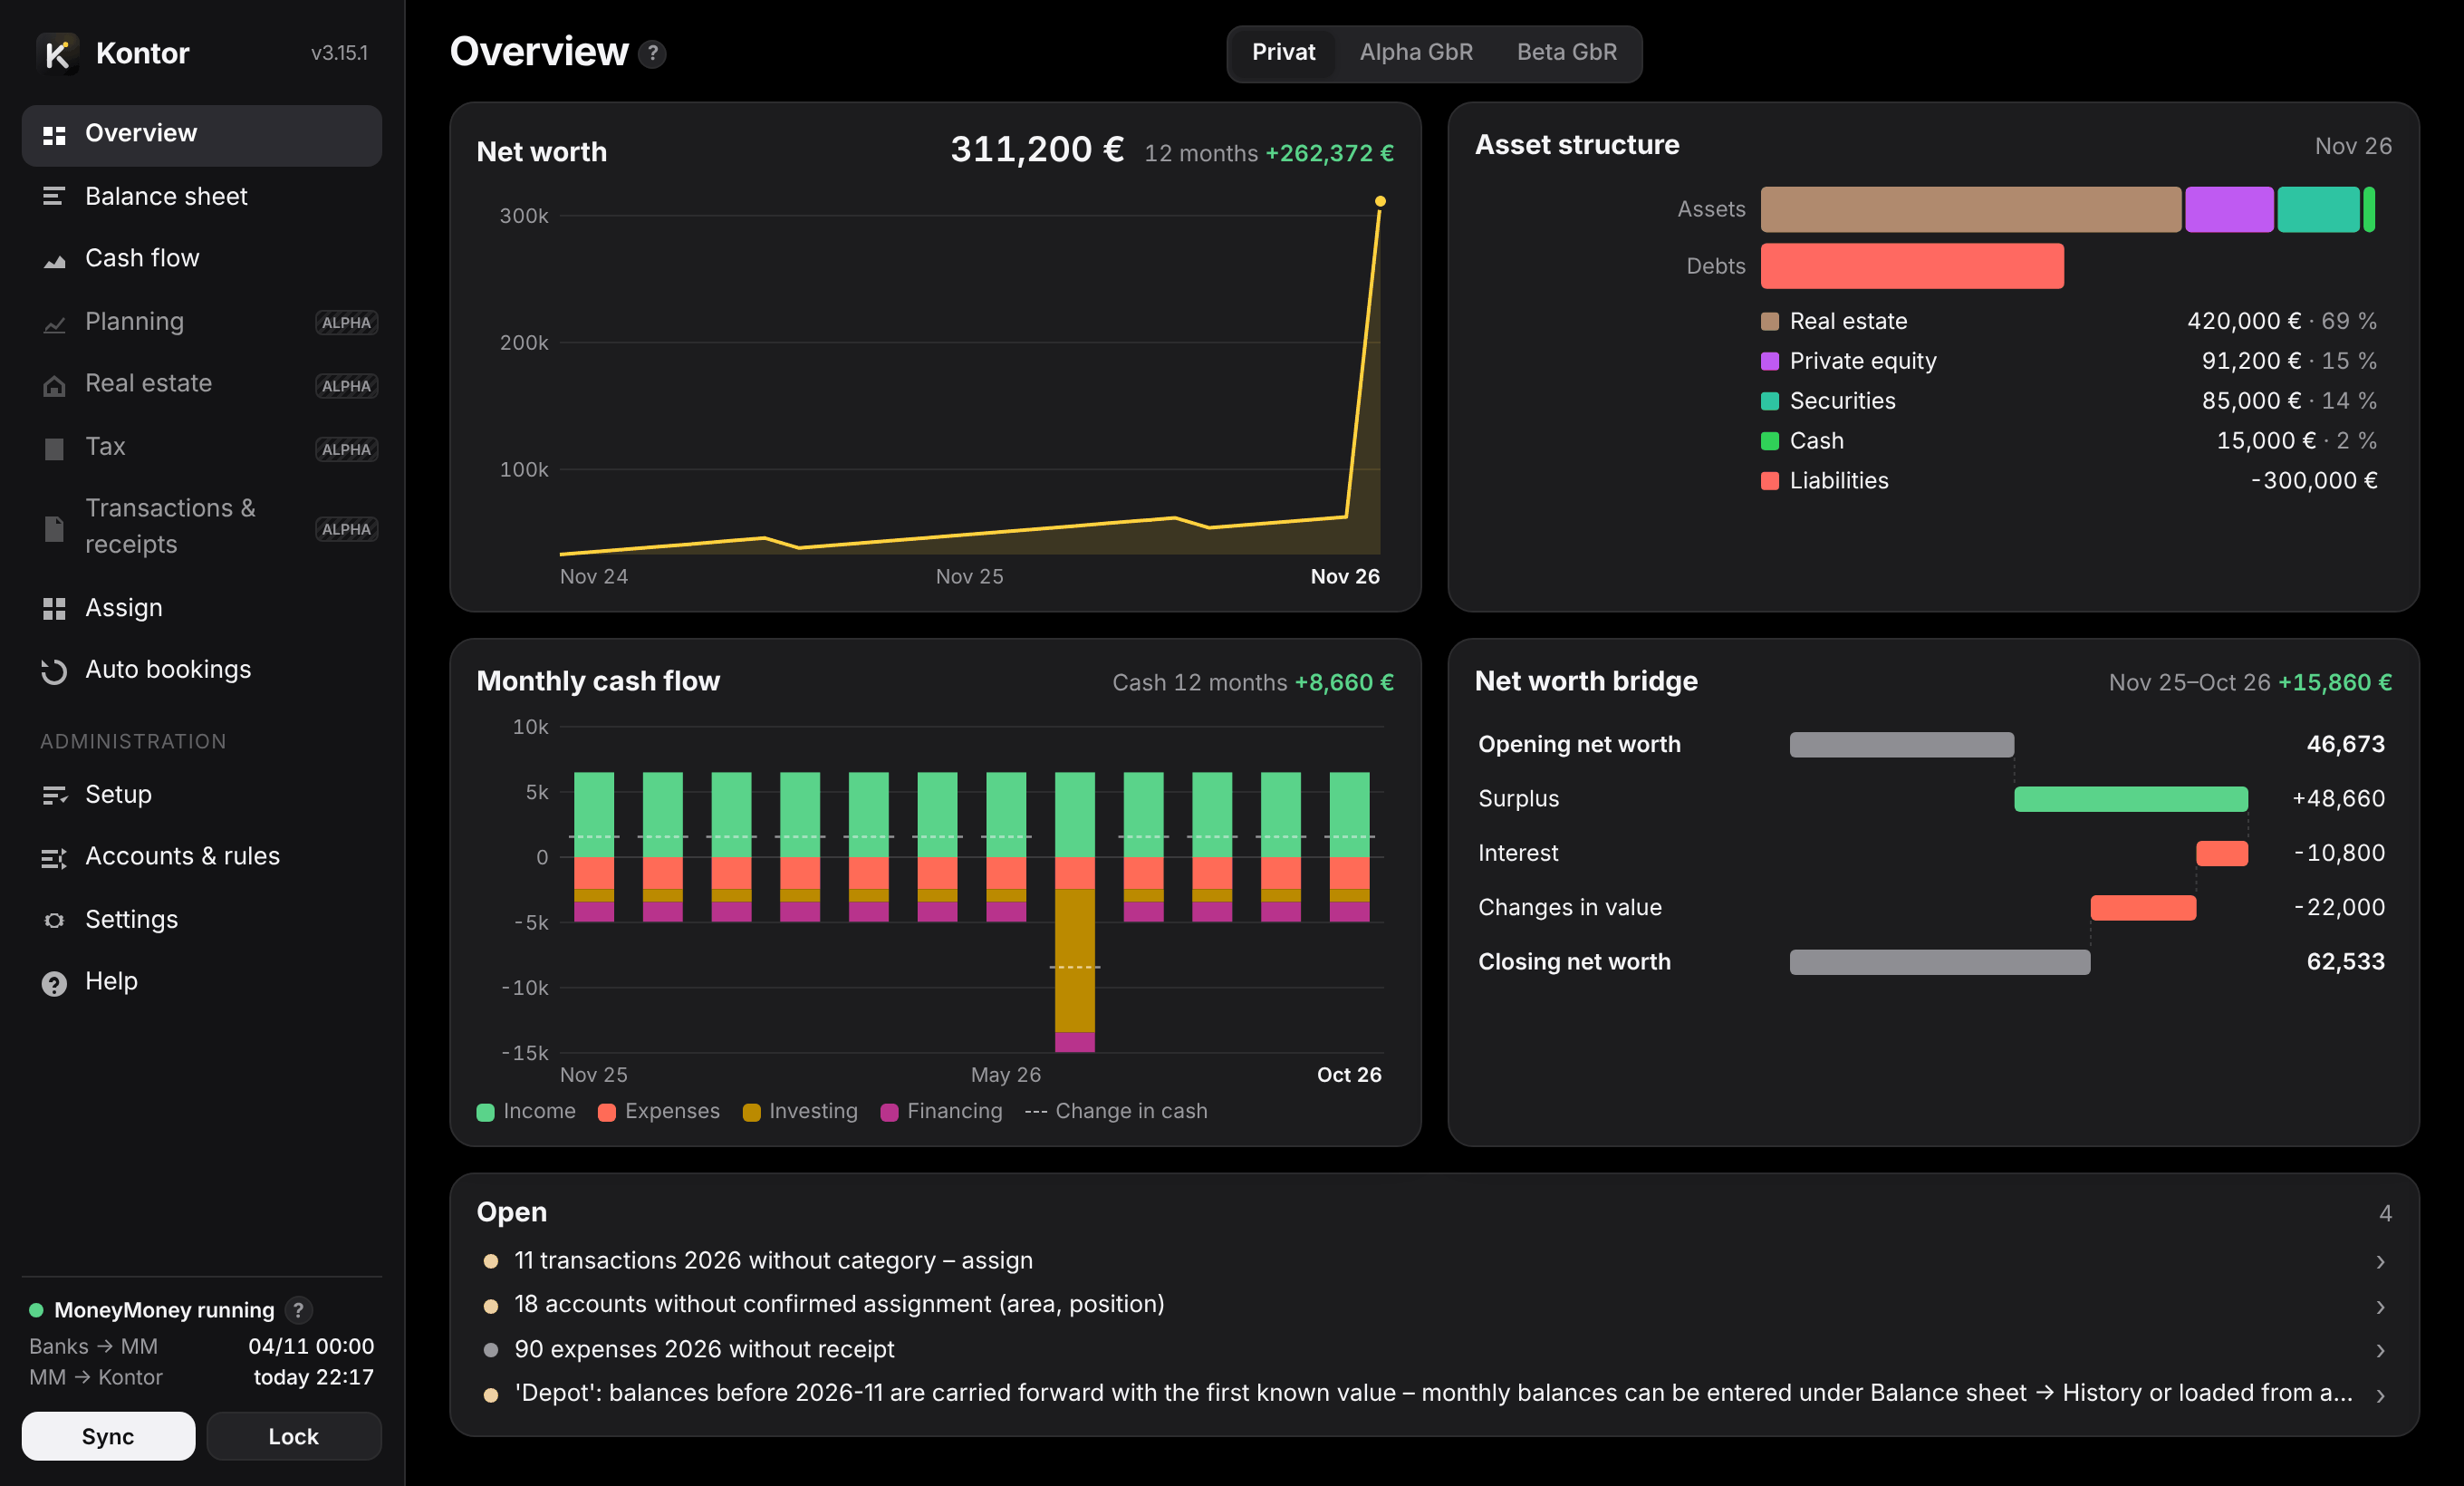 Kontor
v3.15.1
Overview
Balance sheet
Cash flow
Planning ALPHA
Real estate ALPHA
Tax ALPHA
Transactions &
receipts ALPHA
Assign
Auto bookings
ADMINISTRATION
Setup
Accounts & rules
Settings
Help
MoneyMoney running ?
Banks → MM 04/11 00:00
MM → Kontor today 22:17
Sync Lock
Overview ?
Privat Alpha GbR Beta GbR
Net worth 311,200 € 12 months +262,372 €
300k
200k
100k
Nov 24 Nov 25 Nov 26
Asset structure Nov 26
Assets
Debts
Real estate 420,000 € · 69 %
Private equity 91,200 € · 15 %
Securities 85,000 € · 14 %
Cash 15,000 € · 2 %
Liabilities -300,000 €
Monthly cash flow Cash 12 months +8,660 €
10k
5k
0
-5k
-10k
-15k
Nov 25 May 26 Oct 26
Income Expenses Investing Financing --- Change in cash
Net worth bridge Nov 25–Oct 26 +15,860 €
Opening net worth 46,673
Surplus +48,660
Interest -10,800
Changes in value -22,000
Closing net worth 62,533
Open 4
11 transactions 2026 without category – assign
18 accounts without confirmed assignment (area, position)
90 expenses 2026 without receipt
'Depot': balances before 2026-11 are carried forward with the first known value – monthly balances can be entered under Balance sheet → History or loaded from a...